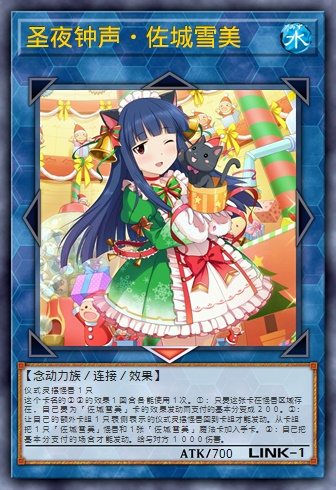 圣夜钟声・佐城雪美
水
【念动力族／连接／效果】
仪式灵摆怪兽1只
这个卡名的①②的效果1回合各能使用1次。①：只要这张卡在怪兽区域存
在，自己要为「佐城雪美」卡的效果发动而支付的基本分变成200。②：
让自己的额外卡组1只表侧表示的仪式灵摆怪兽回到卡组才能发动。从卡组
把1只「佐城雪美」怪兽和1张「佐城雪美」魔法卡加入手卡。③：自己把
基本分支付的场合才能发动。给与对方1000伤害。
ATK/700 LINK-1